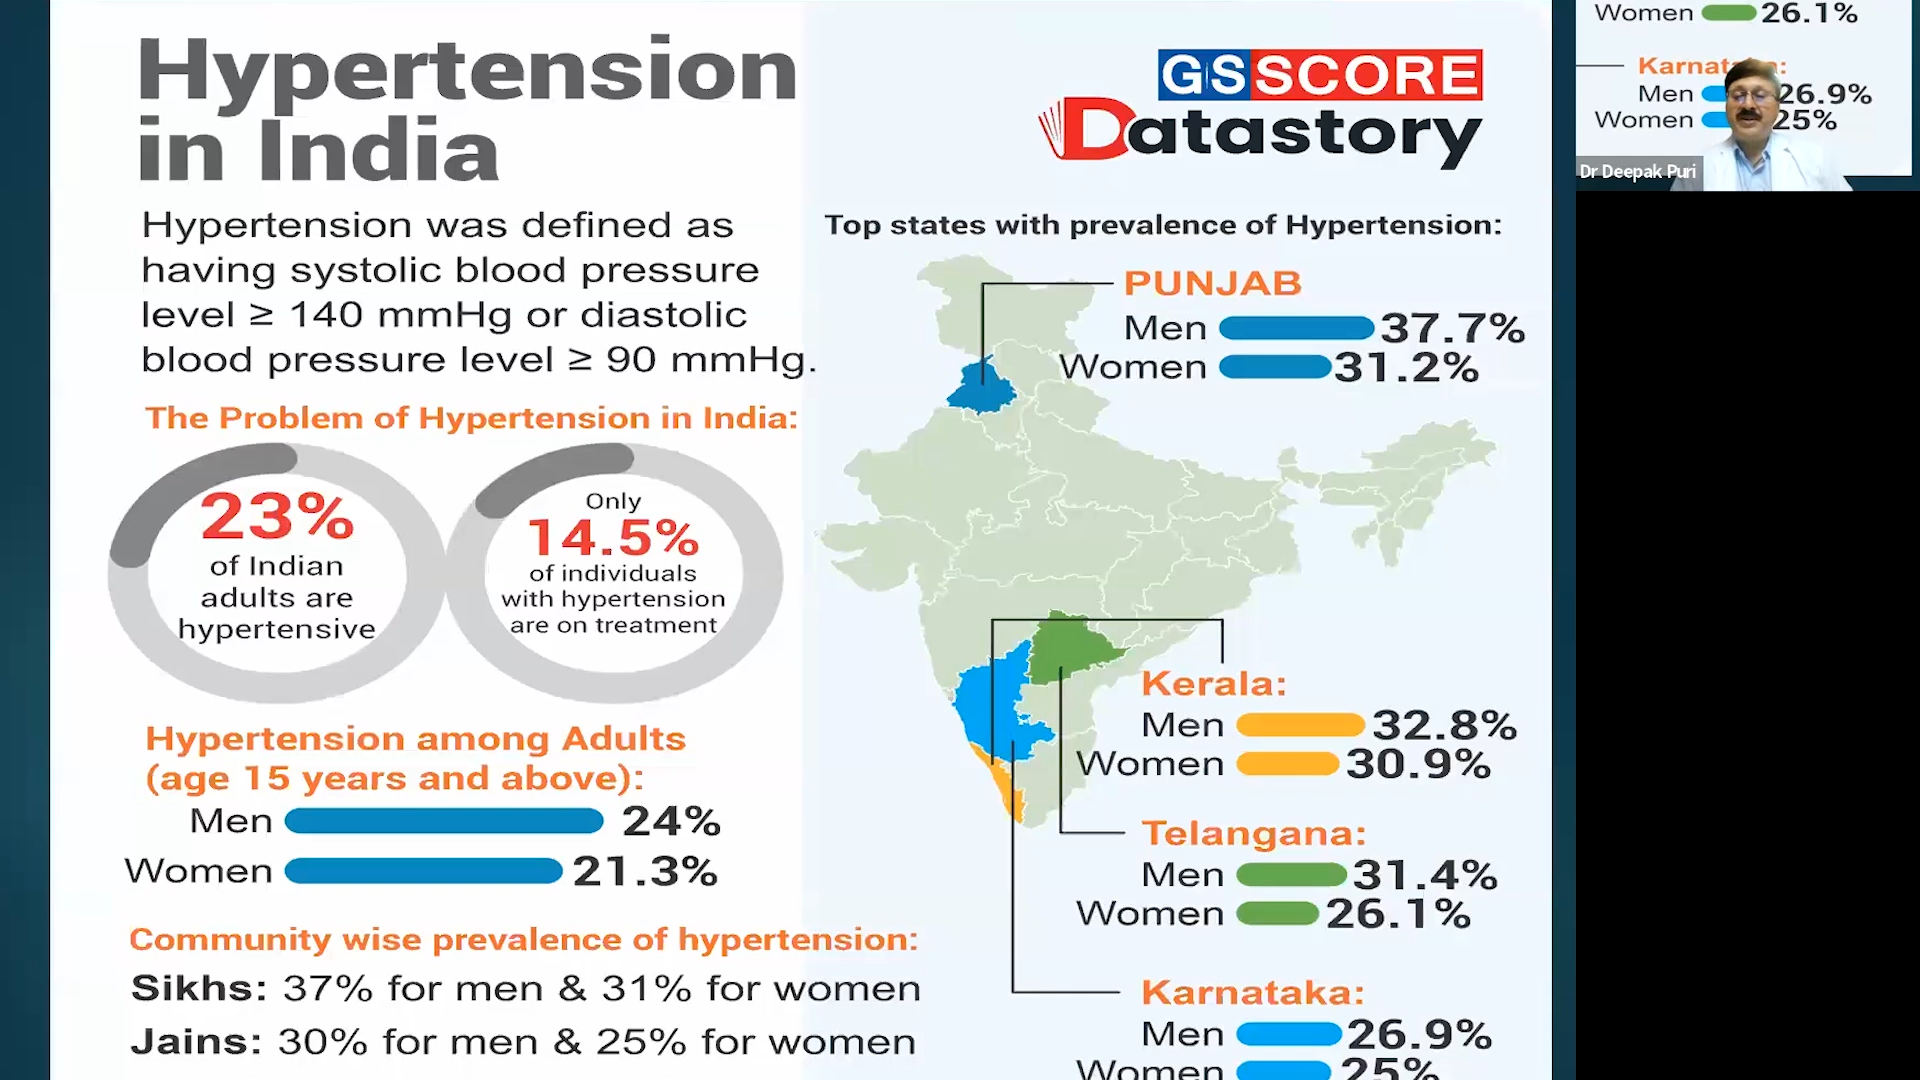 Hypertension
in India
Hypertension was defined as
having systolic blood pressure
level ≥ 140 mmHg or diastolic
blood pressure level ≥ 90 mmHg.
The Problem of Hypertension in India:
23%
of Indian
adults are
hypertensive
Only
14.5%
of individuals
with hypertension
are on treatment
Hypertension among Adults
(age 15 years and above):
Men 24%
Women 21.3%
Community wise prevalence of hypertension:
Sikhs: 37% for men & 31% for women
Jains: 30% for men & 25% for women
GS SCORE
Datastory
Top states with prevalence of Hypertension:
PUNJAB
Men 37.7%
Women 31.2%
Kerala:
Men 32.8%
Women 30.9%
Telangana:
Men 31.4%
Women 26.1%
Karnataka:
Men 26.9%
Women 25%
Women 26.1%
Men 26.9%
Women 25%
Dr Deepak Puri